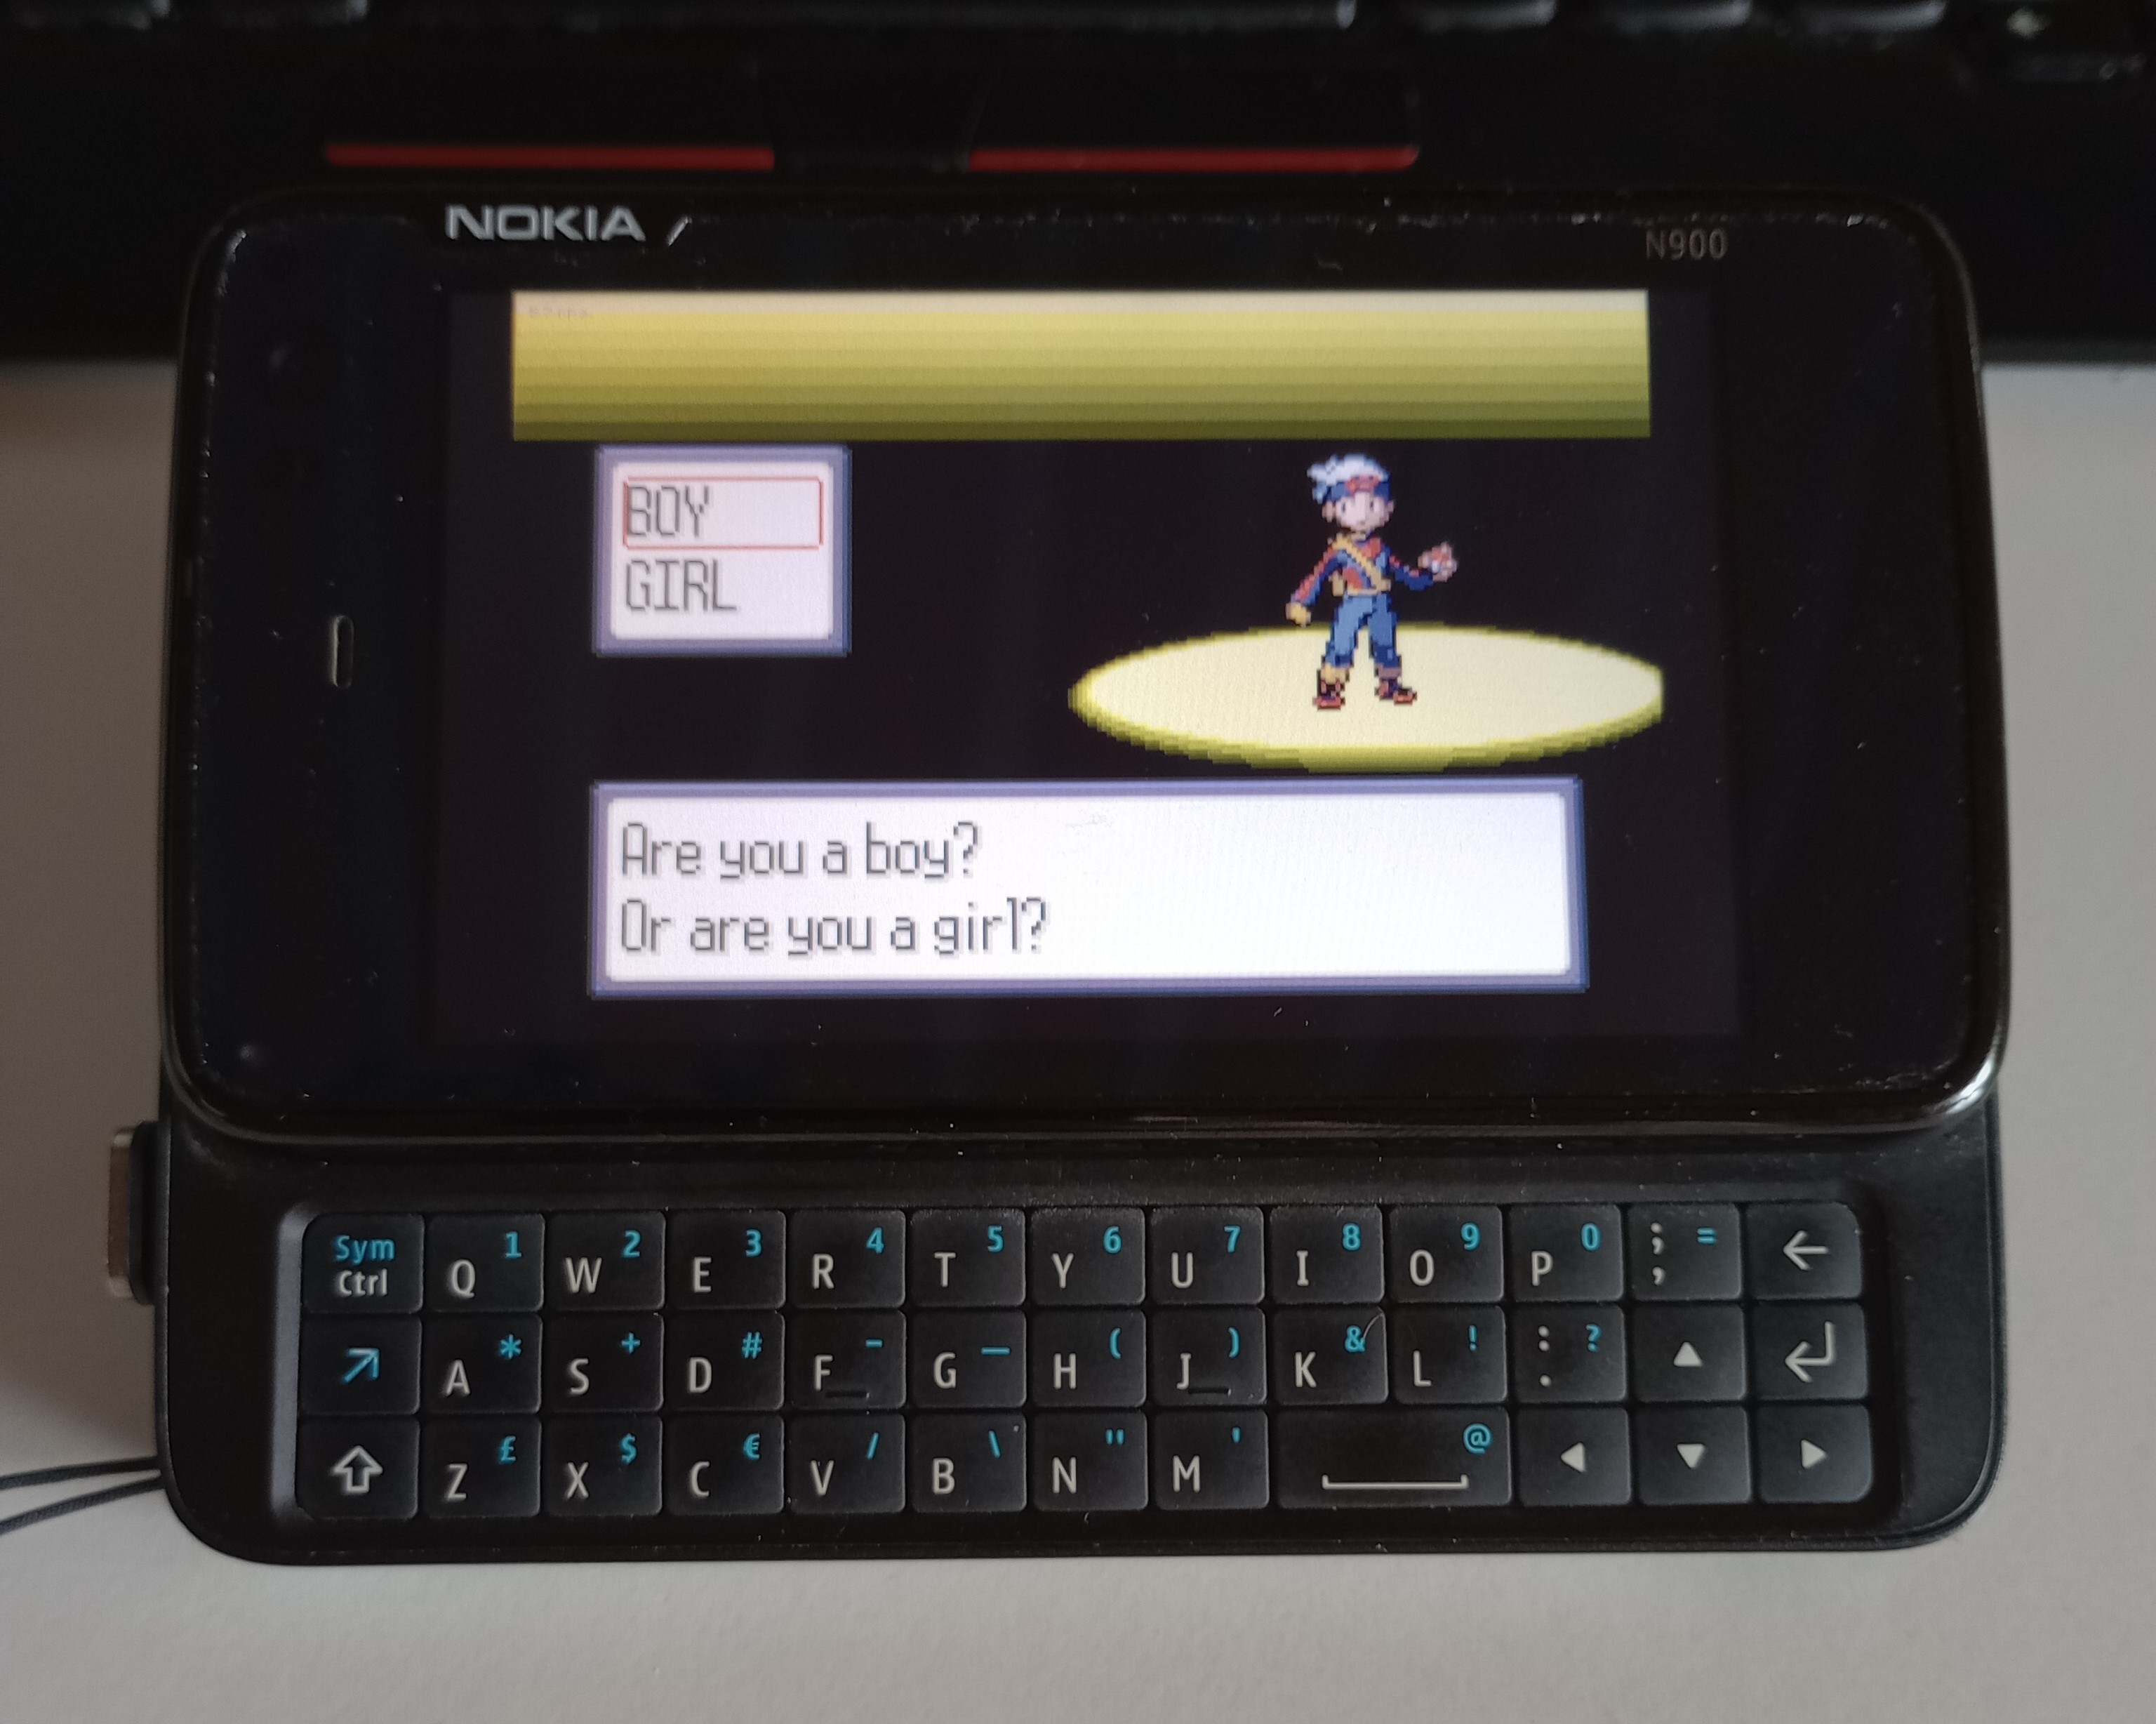 NOKIA
N900
BOY
GIRL
Are you a boy?
Or are you a girl?
Sym 1 2 3 4 5 6 7 8 9 0 ; =
Ctrl Q W E R T Y U I O P , ←
↗ A * S + D # F - G — H ( J ) K & L ! : . ? ▲ ↵
⇧ Z £ X $ C € V / B \ N " M ' @ ◀ ▼ ▶